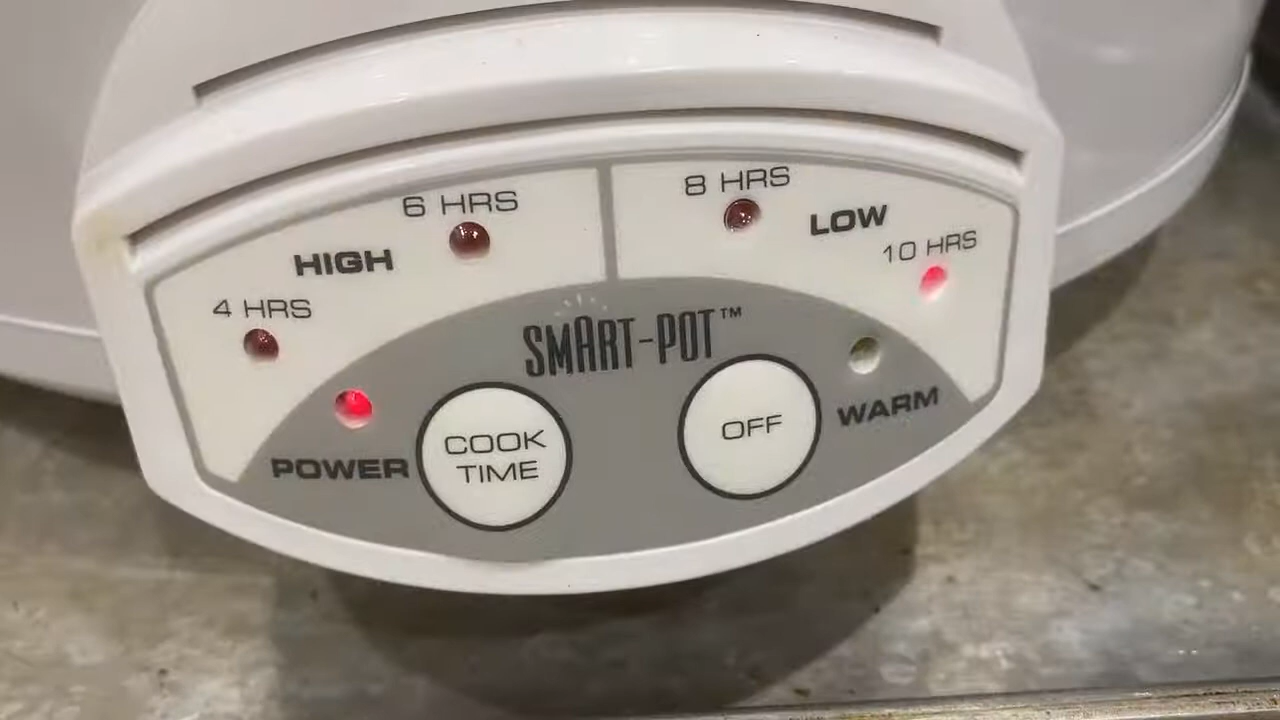 6 HRS
8 HRS
HIGH
LOW
4 HRS
10 HRS
SMART-POT™
POWER
COOK
TIME
OFF
WARM